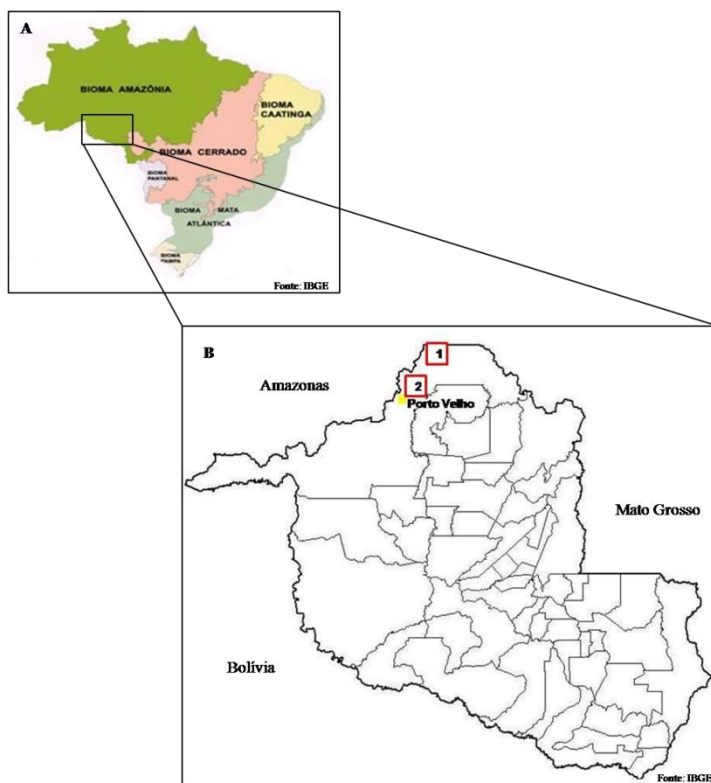 A
BIOMA AMAZÔNIA
BIOMA
CAATINGA
BIOMA CERRADO
BIOMA
PANTANAL
BIOMA MATA
ATLÂNTICA
BIOMA
PAMPA
Fonte: IBGE
B
1
Amazonas
2
Porto Velho
Mato Grosso
Bolívia
Fonte: IBGE